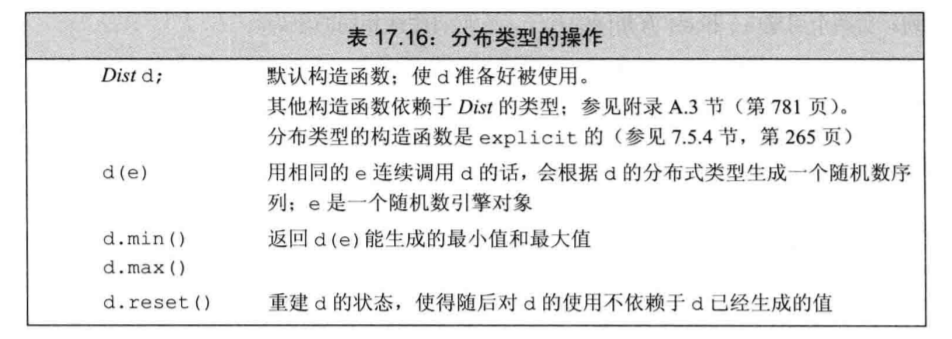 表 17.16：分布类型的操作
Dist d; 默认构造函数；使 d 准备好被使用。
其他构造函数依赖于 Dist 的类型；参见附录 A.3 节（第 781 页）。
分布类型的构造函数是 explicit 的（参见 7.5.4 节，第 265 页）
d(e) 用相同的 e 连续调用 d 的话，会根据 d 的分布式类型生成一个随机数序
列；e 是一个随机数引擎对象
d.min() 返回 d(e)能生成的最小值和最大值
d.max()
d.reset() 重建 d 的状态，使得随后对 d 的使用不依赖于 d 已经生成的值